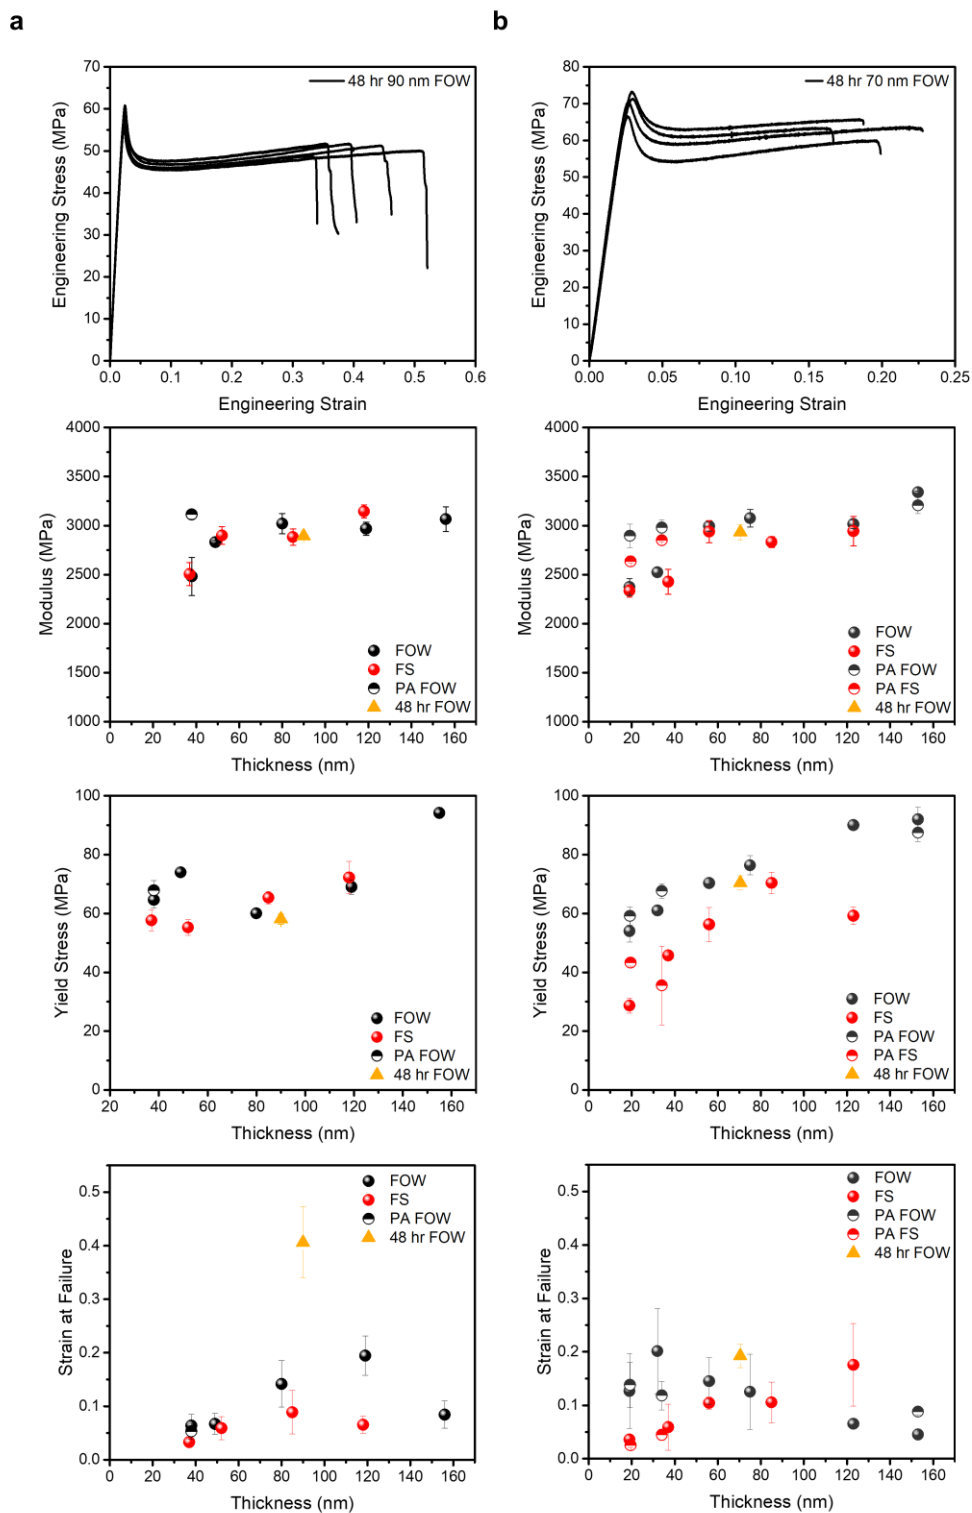 a
b
70
60
50
40
30
20
10
0
Engineering Stress (MPa)
48 hr 90 nm FOW
0.0 0.1 0.2 0.3 0.4 0.5 0.6
Engineering Strain
80
70
60
50
40
30
20
10
0
Engineering Stress (MPa)
48 hr 70 nm FOW
0.00 0.05 0.10 0.15 0.20 0.25
Engineering Strain
4000
3500
3000
2500
2000
1500
1000
Modulus (MPa)
FOW
FS
PA FOW
48 hr FOW
0 20 40 60 80 100 120 140 160
Thickness (nm)
4000
3500
3000
2500
2000
1500
1000
Modulus (MPa)
FOW
FS
PA FOW
PA FS
48 hr FOW
0 20 40 60 80 100 120 140 160
Thickness (nm)
100
80
60
40
20
0
Yield Stress (MPa)
FOW
FS
PA FOW
48 hr FOW
20 40 60 80 100 120 140 160
Thickness (nm)
100
80
60
40
20
0
Yield Stress (MPa)
FOW
FS
PA FOW
PA FS
48 hr FOW
0 20 40 60 80 100 120 140 160
Thickness (nm)
0.5
0.4
0.3
0.2
0.1
0.0
Strain at Failure
FOW
FS
PA FOW
48 hr FOW
0 20 40 60 80 100 120 140 160
Thickness (nm)
0.5
0.4
0.3
0.2
0.1
0.0
Strain at Failure
FOW
FS
PA FOW
PA FS
48 hr FOW
0 20 40 60 80 100 120 140 160
Thickness (nm)